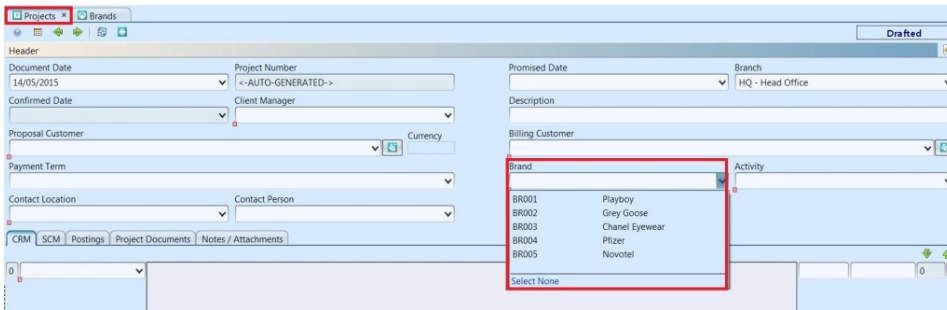 Projects × Brands
Drafted
Header
Document Date Project Number Promised Date Branch
14/05/2015 <-AUTO-GENERATED-> HQ - Head Office
Confirmed Date Client Manager Description
Proposal Customer Currency Billing Customer
Payment Term Brand Activity
Contact Location Contact Person
BR001 Playboy
BR002 Grey Goose
BR003 Chanel Eyewear
BR004 Pfizer
BR005 Novotel
Select None
CRM SCM Postings Project Documents Notes / Attachments
0 0